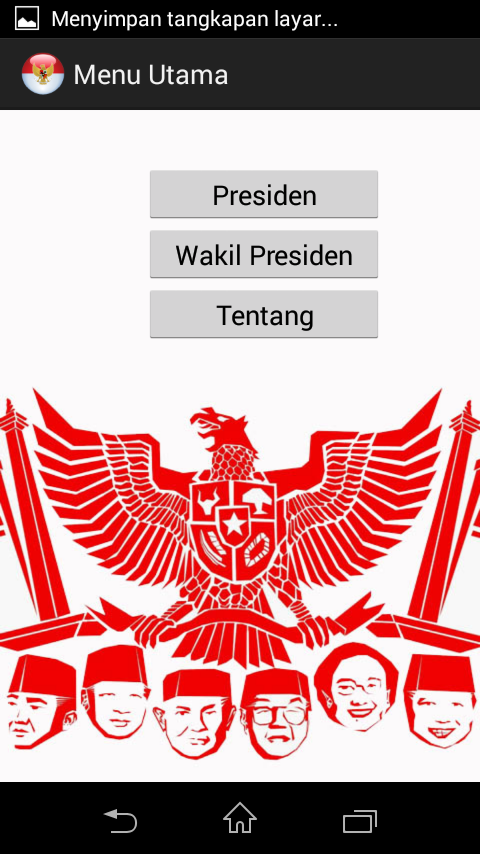 Menyimpan tangkapan layar...
Menu Utama
Presiden
Wakil Presiden
Tentang